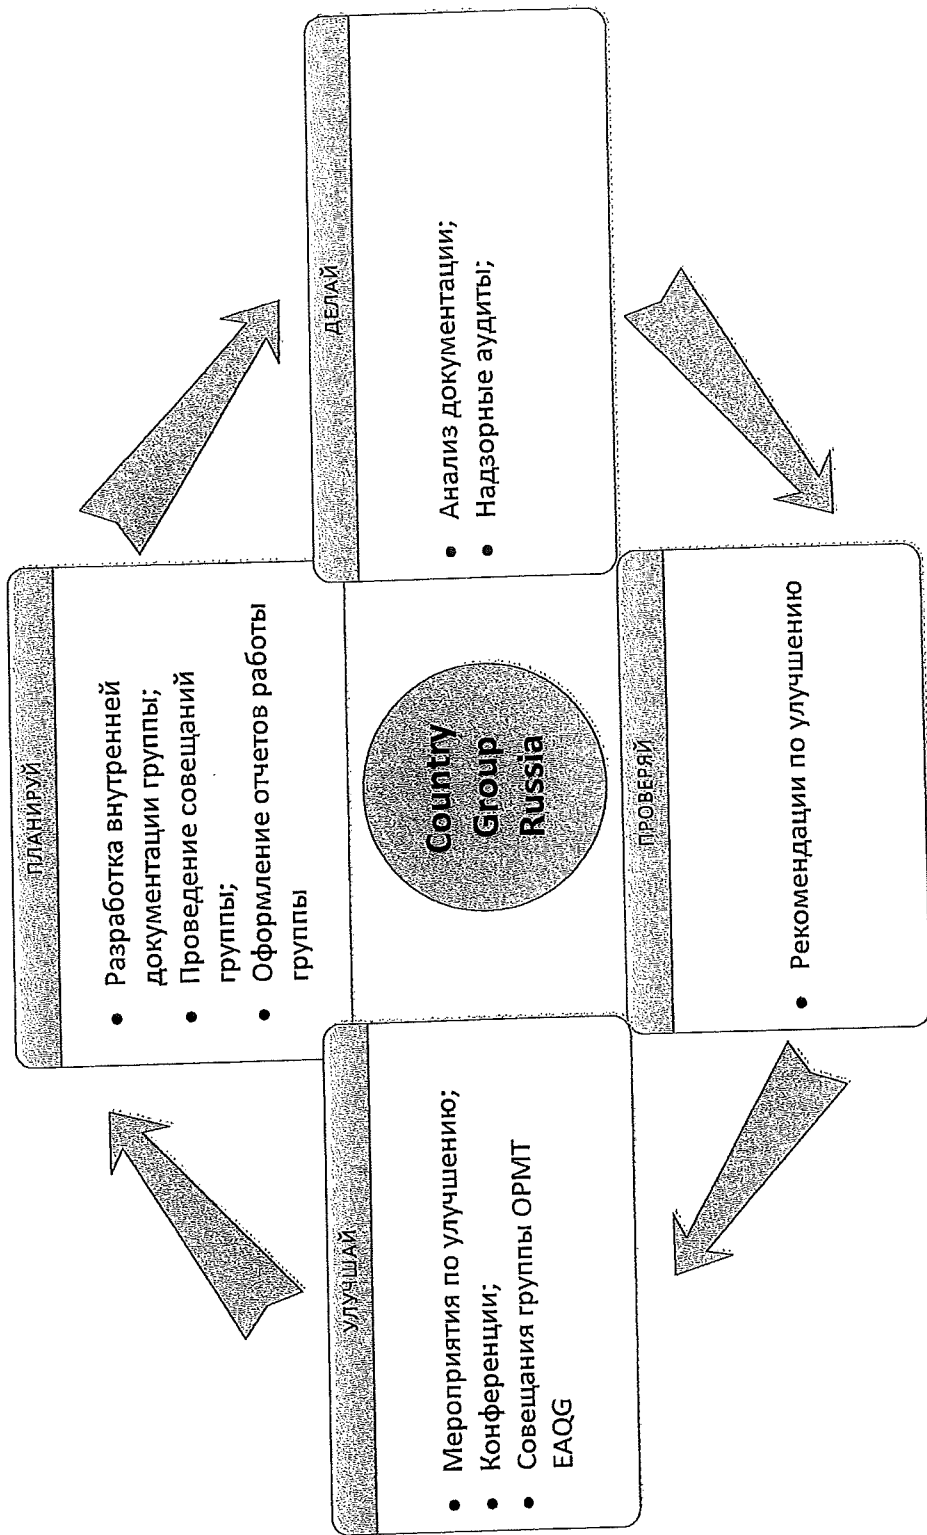 ПЛАНИРУЙ
• Разработка внутренней
документации группы;
• Проведение совещаний
группы;
• Оформление отчетов работы
группы
ДЕЛАЙ
• Анализ документации;
• Надзорные аудиты;
ПРОВЕРЯЙ
• Рекомендации по улучшению
УЛУЧШАЙ
• Мероприятия по улучшению;
• Конференции;
• Совещания группы OPMT
EAQG
Country
Group
Russia